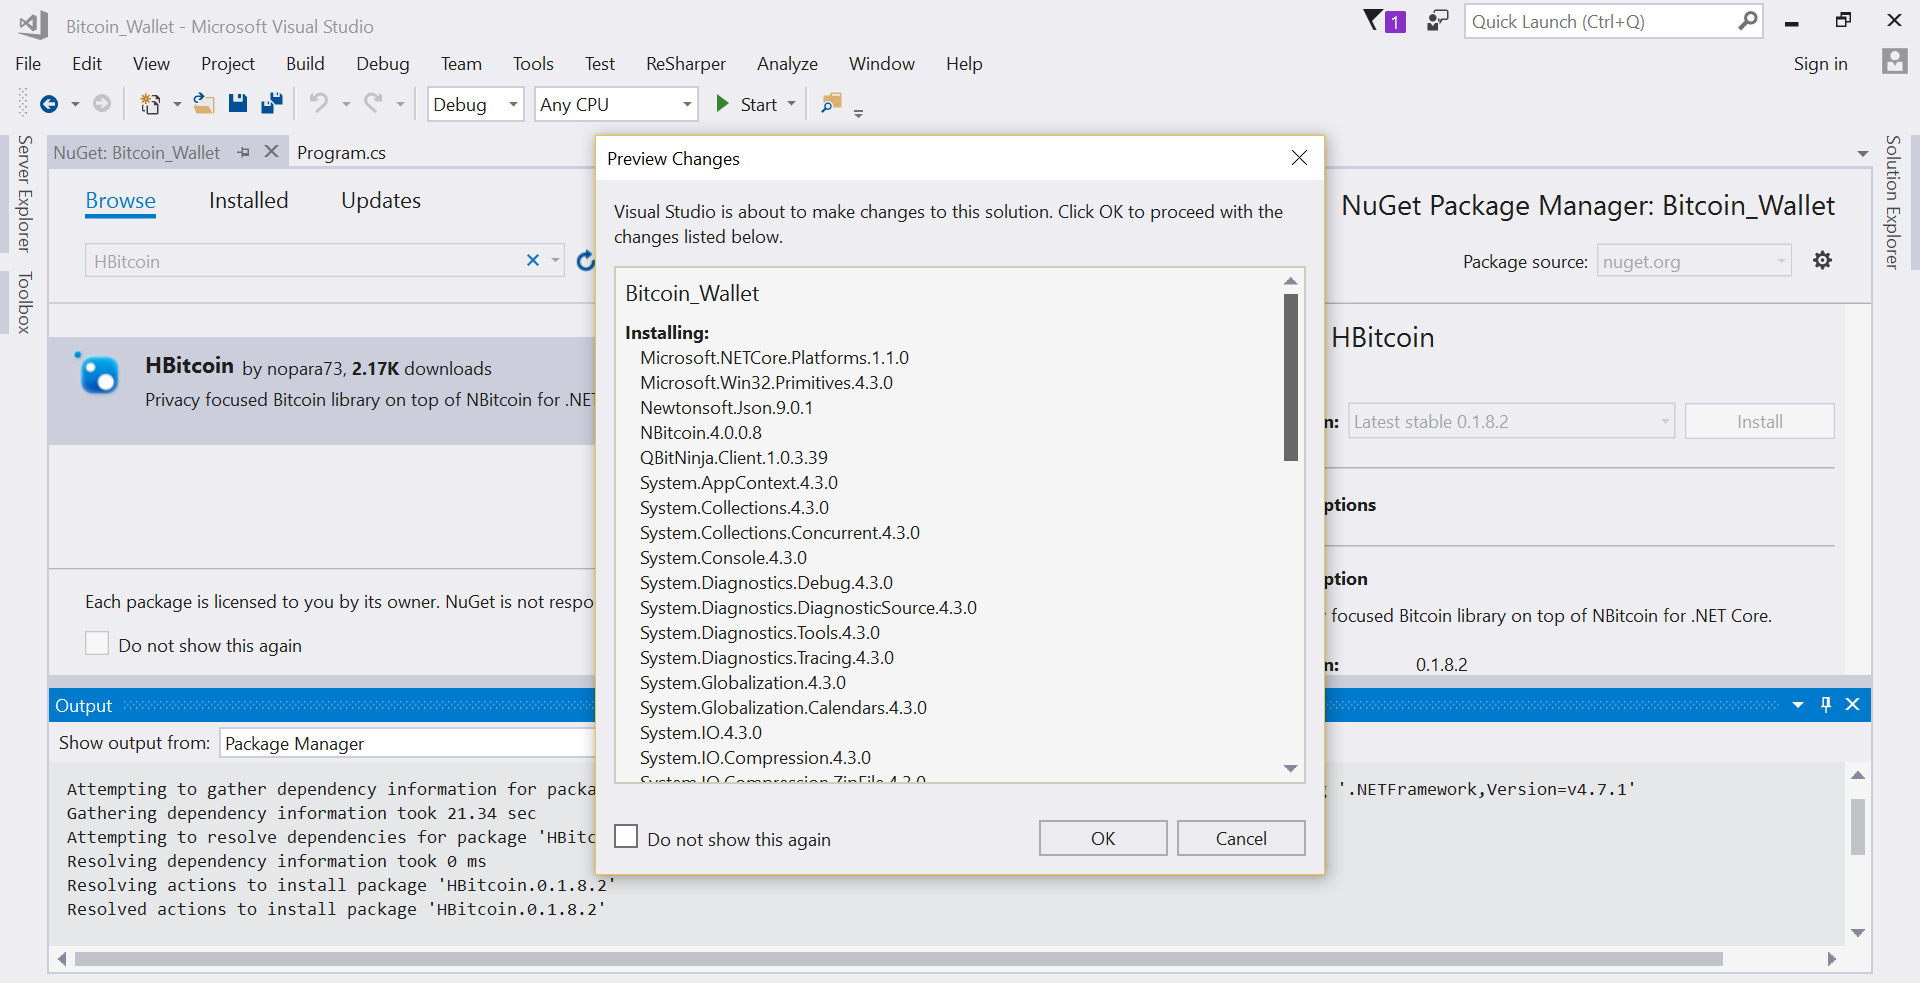 Bitcoin_Wallet - Microsoft Visual Studio
1
Quick Launch (Ctrl+Q)
File Edit View Project Build Debug Team Tools Test ReSharper Analyze Window Help
Sign in
Debug Any CPU Start
Server Explorer
Toolbox
NuGet: Bitcoin_Wallet Program.cs
Browse Installed Updates
HBitcoin
HBitcoin by nopara73, 2.17K downloads
Privacy focused Bitcoin library on top of NBitcoin for .NET
Each package is licensed to you by its owner. NuGet is not respo
Do not show this again
Preview Changes
Visual Studio is about to make changes to this solution. Click OK to proceed with the
changes listed below.
Bitcoin_Wallet
Installing:
Microsoft.NETCore.Platforms.1.1.0
Microsoft.Win32.Primitives.4.3.0
Newtonsoft.Json.9.0.1
NBitcoin.4.0.0.8
QBitNinja.Client.1.0.3.39
System.AppContext.4.3.0
System.Collections.4.3.0
System.Collections.Concurrent.4.3.0
System.Console.4.3.0
System.Diagnostics.Debug.4.3.0
System.Diagnostics.DiagnosticSource.4.3.0
System.Diagnostics.Tools.4.3.0
System.Diagnostics.Tracing.4.3.0
System.Globalization.4.3.0
System.Globalization.Calendars.4.3.0
System.IO.4.3.0
System.IO.Compression.4.3.0
System.IO.Compression.ZipFile.4.3.0
Do not show this again
OK Cancel
NuGet Package Manager: Bitcoin_Wallet
Package source: nuget.org
HBitcoin
n: Latest stable 0.1.8.2 Install
ptions
ption
focused Bitcoin library on top of NBitcoin for .NET Core.
n: 0.1.8.2
Solution Explorer
Output
Show output from: Package Manager
Attempting to gather dependency information for packa
g '.NETFramework,Version=v4.7.1'
Gathering dependency information took 21.34 sec
Attempting to resolve dependencies for package 'HBitc
Resolving dependency information took 0 ms
Resolving actions to install package 'HBitcoin.0.1.8.2'
Resolved actions to install package 'HBitcoin.0.1.8.2'